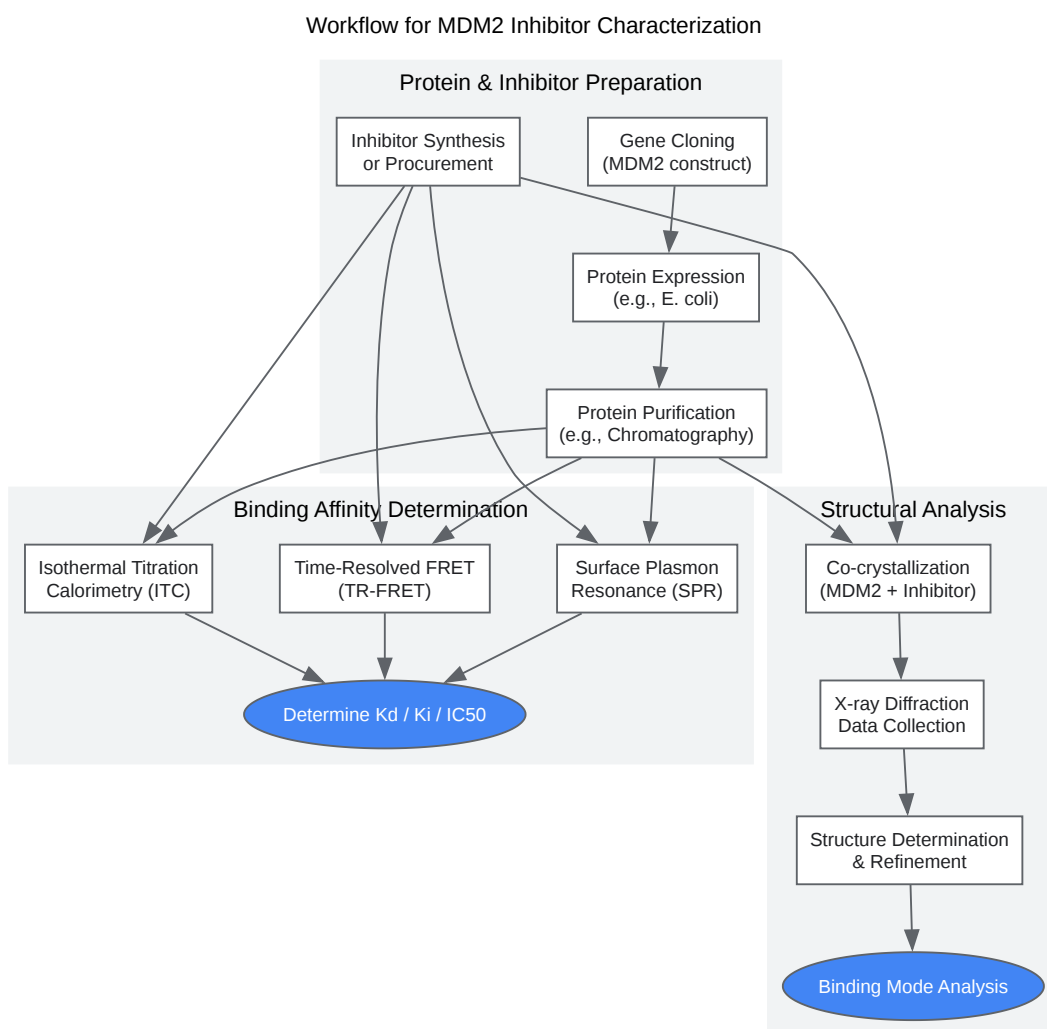 Workflow for MDM2 Inhibitor Characterization
Protein & Inhibitor Preparation
Inhibitor Synthesis
or Procurement
Gene Cloning
(MDM2 construct)
Protein Expression
(e.g., E. coli)
Protein Purification
(e.g., Chromatography)
Binding Affinity Determination
Isothermal Titration
Calorimetry (ITC)
Time-Resolved FRET
(TR-FRET)
Surface Plasmon
Resonance (SPR)
Determine Kd / Ki / IC50
Structural Analysis
Co-crystallization
(MDM2 + Inhibitor)
X-ray Diffraction
Data Collection
Structure Determination
& Refinement
Binding Mode Analysis